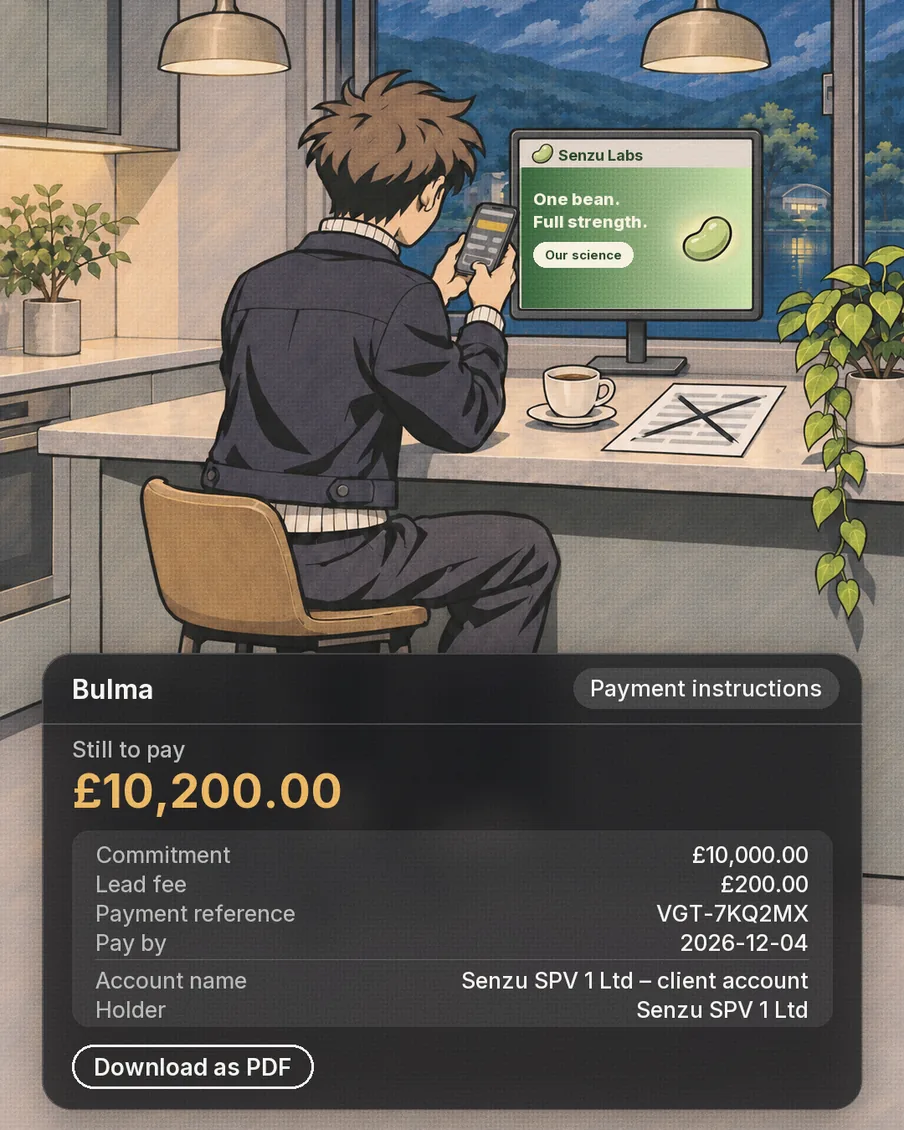 Senzu Labs
One bean.
Full strength.
Our science
Bulma
Payment instructions
Still to pay
£10,200.00
Commitment £10,000.00
Lead fee £200.00
Payment reference VGT-7KQ2MX
Pay by 2026-12-04
Account name Senzu SPV 1 Ltd – client account
Holder Senzu SPV 1 Ltd
Download as PDF